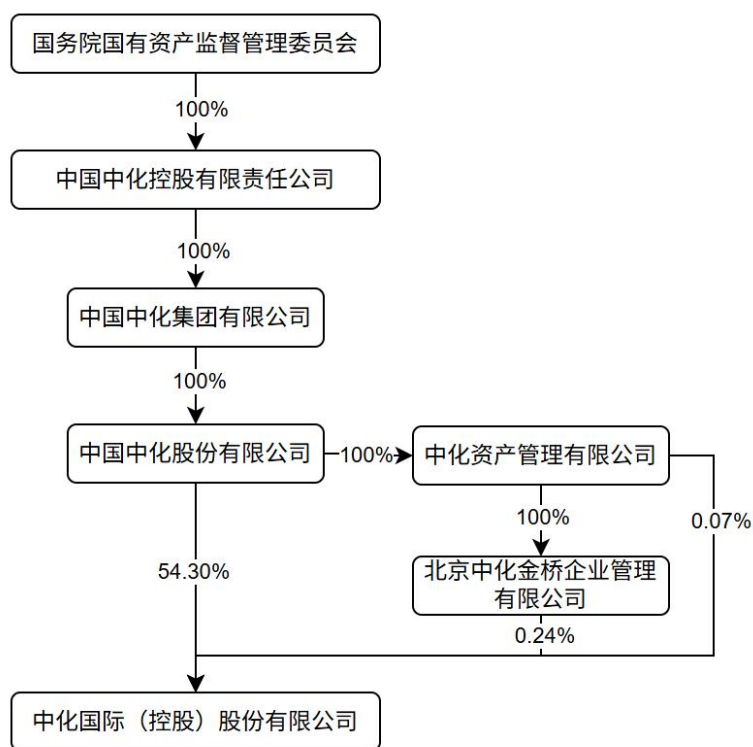 国务院国有资产监督管理委员会
100%
中国中化控股有限责任公司
100%
中国中化集团有限公司
100%
中国中化股份有限公司
100%
中化资产管理有限公司
100%
0.07%
54.30%
北京中化金桥企业管理
有限公司
0.24%
中化国际（控股）股份有限公司